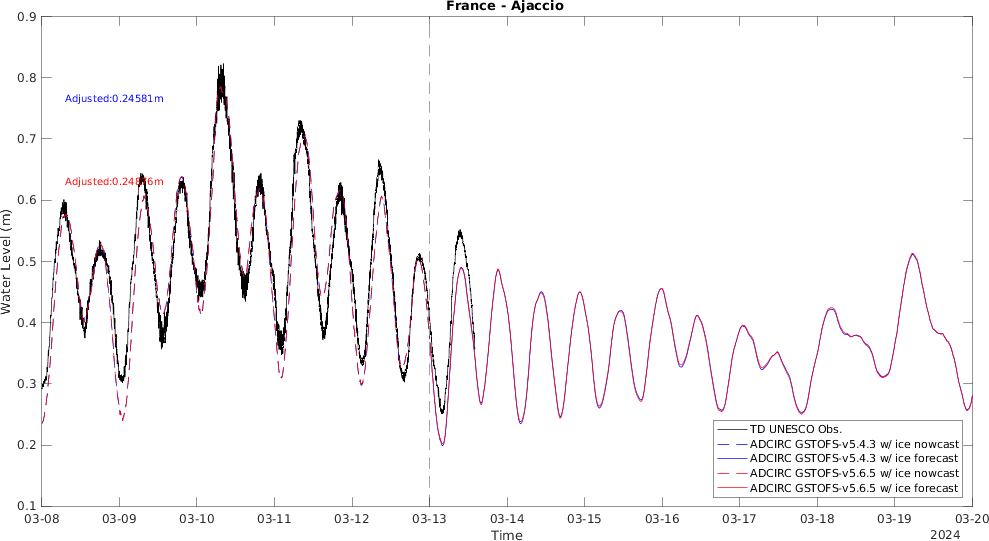 France - Ajaccio
0.9
0.8
0.7
0.6
0.5
0.4
0.3
0.2
0.1
Water Level (m)
Adjusted:0.24581m
TD UNESCO Obs.
ADCIRC GSTOFS-v5.4.3 w/ ice nowcast
ADCIRC GSTOFS-v5.4.3 w/ ice forecast
ADCIRC GSTOFS-v5.6.5 w/ ice nowcast
ADCIRC GSTOFS-v5.6.5 w/ ice forecast
03-08 03-09 03-10 03-11 03-12 03-13 03-14 03-15 03-16 03-17 03-18 03-19 03-20
Time
2024